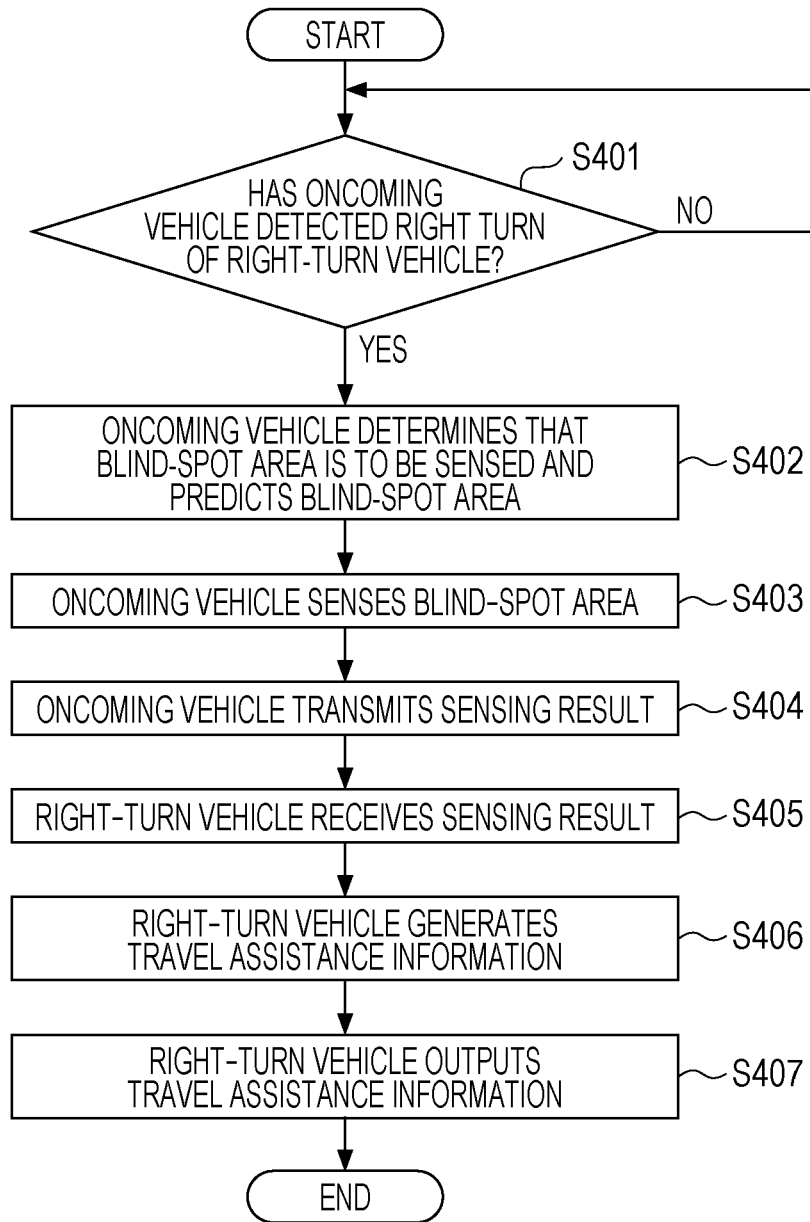 START
S401
HAS ONCOMING
VEHICLE DETECTED RIGHT TURN
OF RIGHT-TURN VEHICLE?
NO
YES
ONCOMING VEHICLE DETERMINES THAT
BLIND-SPOT AREA IS TO BE SENSED AND
PREDICTS BLIND-SPOT AREA
S402
ONCOMING VEHICLE SENSES BLIND-SPOT AREA
S403
ONCOMING VEHICLE TRANSMITS SENSING RESULT
S404
RIGHT-TURN VEHICLE RECEIVES SENSING RESULT
S405
RIGHT-TURN VEHICLE GENERATES
TRAVEL ASSISTANCE INFORMATION
S406
RIGHT-TURN VEHICLE OUTPUTS
TRAVEL ASSISTANCE INFORMATION
S407
END